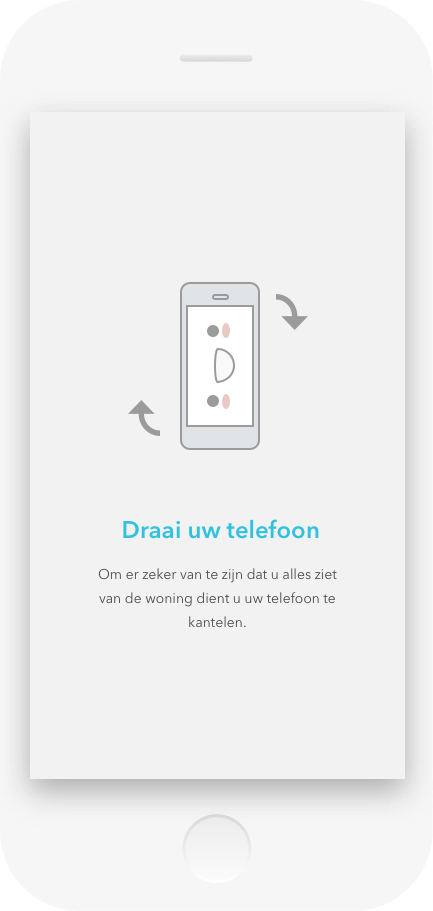 Draai uw telefoon
Om er zeker van te zijn dat u alles ziet
van de woning dient u uw telefoon te
kantelen.